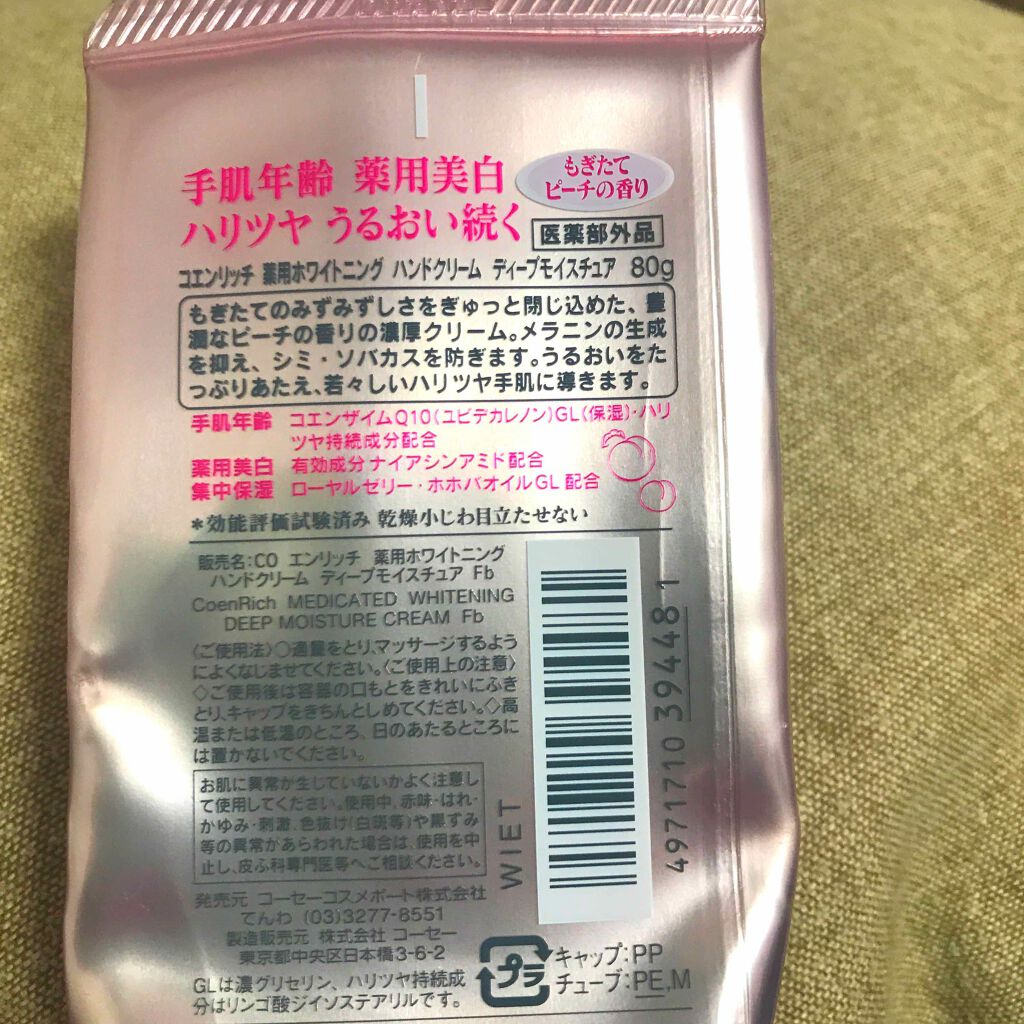 手肌年齢 薬用美白
ハリツヤ うるおい続く
もぎたて
ピーチの香り
医薬部外品
コエンリッチ 薬用ホワイトニング ハンドクリーム ディープモイスチュア 80g
もぎたてのみずみずしさをぎゅっと閉じ込めた、豊
潤なピーチの香りの濃厚クリーム。メラニンの生成
を抑え、シミ・ソバカスを防ぎます。うるおいをた
っぷりあたえ、若々しいハリツヤ手肌に導きます。
手肌年齢 コエンザイムQ10(ユビデカレノン)GL(保湿)・ハリ
ツヤ持続成分配合
薬用美白 有効成分 ナイアシンアミド配合
集中保湿 ローヤルゼリー・ホホバオイルGL 配合
*効能評価試験済み 乾燥小じわ目立たせない
販売名:CO エンリッチ 薬用ホワイトニング
ハンドクリーム ディープモイスチュア Fb
CoenRich MEDICATED WHITENING
DEEP MOISTURE CREAM Fb
〈ご使用法〉○適量をとり、マッサージするよう
によくなじませてください。〈ご使用上の注意〉
◇ご使用後は容器の口もとをきれいにふき
とり、キャップをきちんとしめてください。◇高
温または低温のところ、日のあたるところに
は置かないでください。
お肌に異常が生じていないかよく注意し
て使用してください。使用中、赤味・はれ・
かゆみ・刺激、色抜け(白斑等)や黒ずみ
等の異常があらわれた場合は、使用を中
止し、皮ふ科専門医等へご相談ください。
発売元 コーセーコスメポート株式会社
てんわ (03)3277-8551
製造販売元 株式会社 コーセー
東京都中央区日本橋3-6-2
GLは濃グリセリン、ハリツヤ持続成
分はリンゴ酸ジイソステアリルです。
WIET
4971710 394481
プラ
キャップ:PP
チューブ:PE,M